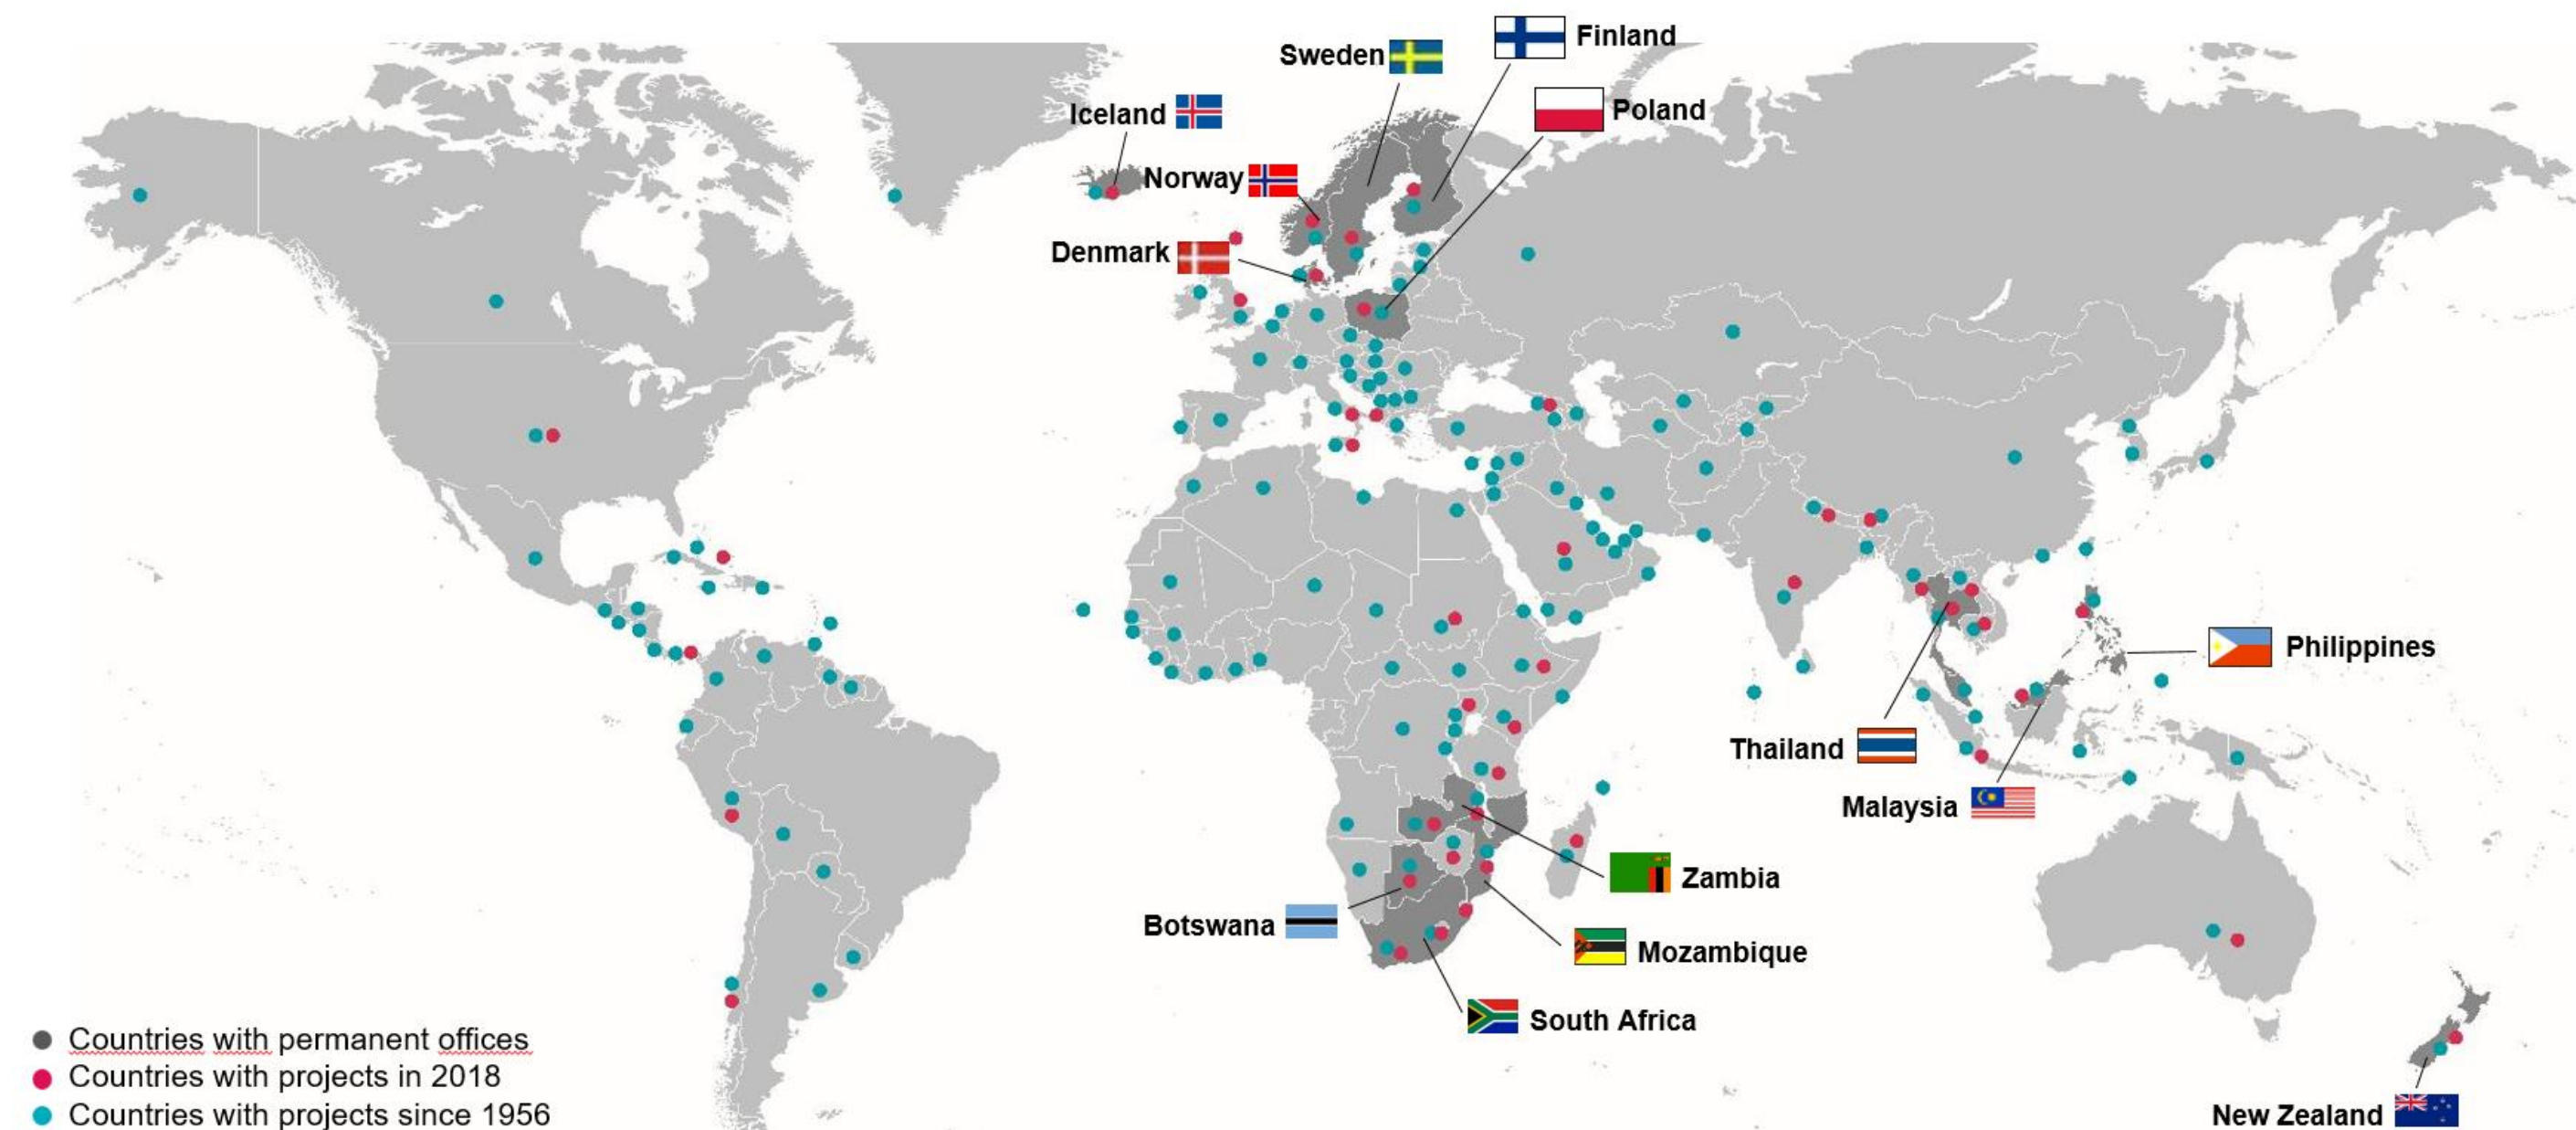 Finland
Sweden
Poland
Iceland
Norway
Denmark
Philippines
Thailand
Malaysia
Zambia
Botswana
Mozambique
South Africa
New Zealand
Countries with permanent offices
Countries with projects in 2018
Countries with projects since 1956